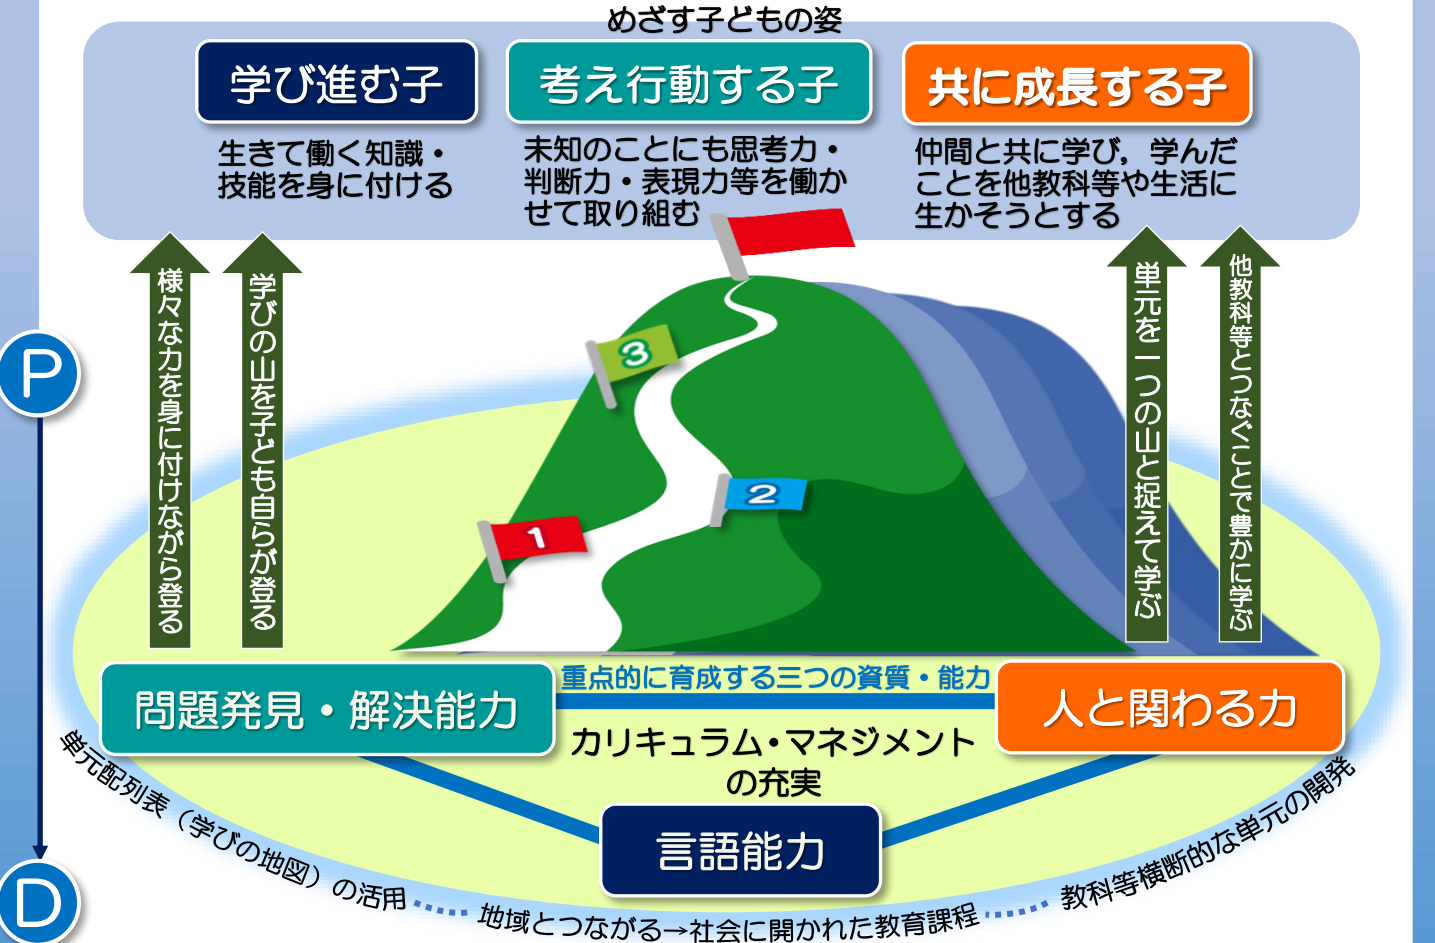 めざす子どもの姿
学び進む子
生きて働く知識・
技能を身に付ける
考え行動する子
未知のことにも思考力・
判断力・表現力等を働か
せて取り組む
共に成長する子
仲間と共に学び，学んだ
ことを他教科等や生活に
生かそうとする
様々な力を身に付けながら登る
学びの山を子ども自らが登る
単元を一つの山と捉えて学ぶ
他教科等とつなぐことで豊かに学ぶ
P
3
2
1
重点的に育成する三つの資質・能力
問題発見・解決能力
人と関わる力
カリキュラム・マネジメント
の充実
言語能力
D
単元配列表（学びの地図）の活用
地域とつながる→社会に開かれた教育課程
教科等横断的な単元の開発